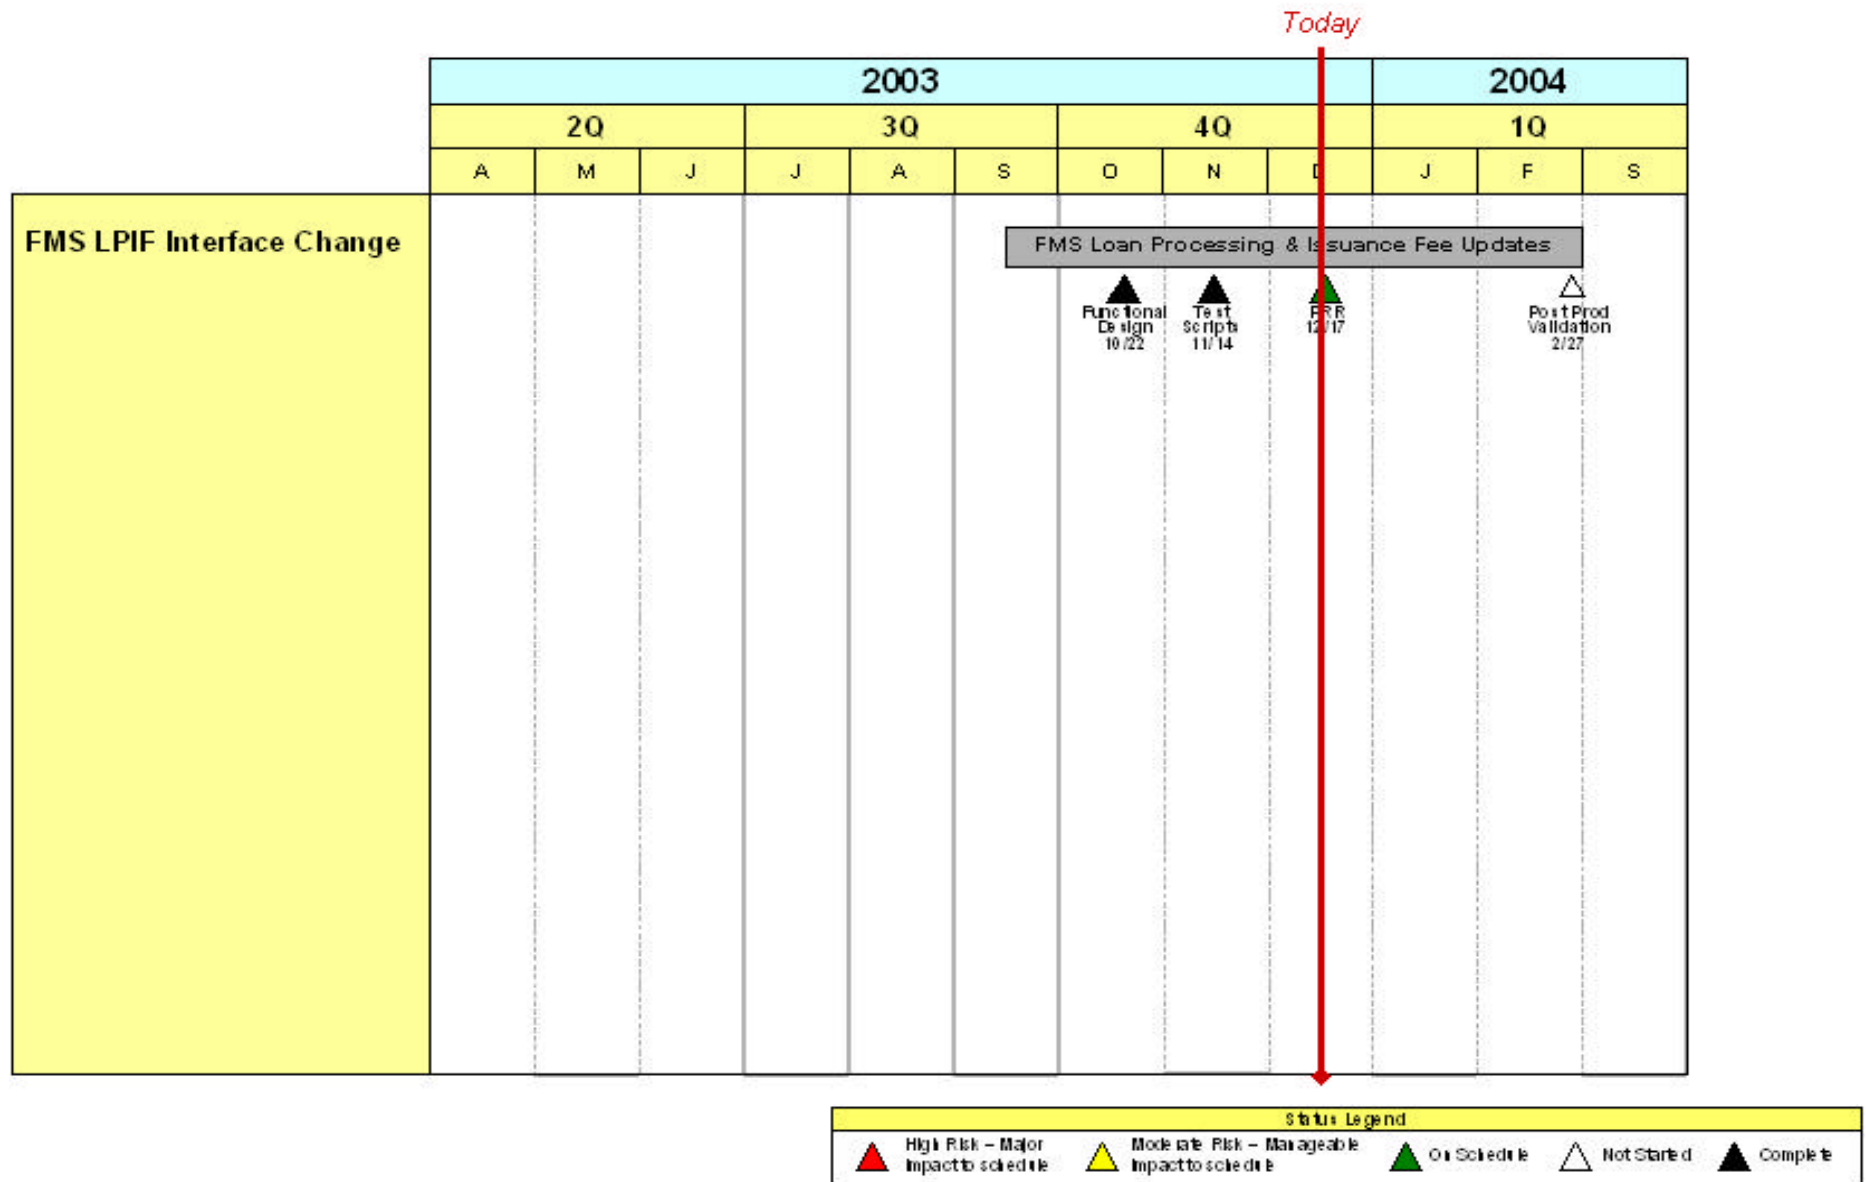 Today
2003 2004
2Q 3Q 4Q 1Q
A M J J A S O N D J F S
FMS LPIF Interface Change
FMS Loan Processing & Issuance Fee Updates
Functional
Design
10/22
Test
Scripts
11/14
PRR
12/17
Post Prod
Validation
2/27
Status Legend
High Risk – Major
Impact to schedule
Moderate Risk – Manageable
Impact to schedule
On Schedule
Not Started
Complete